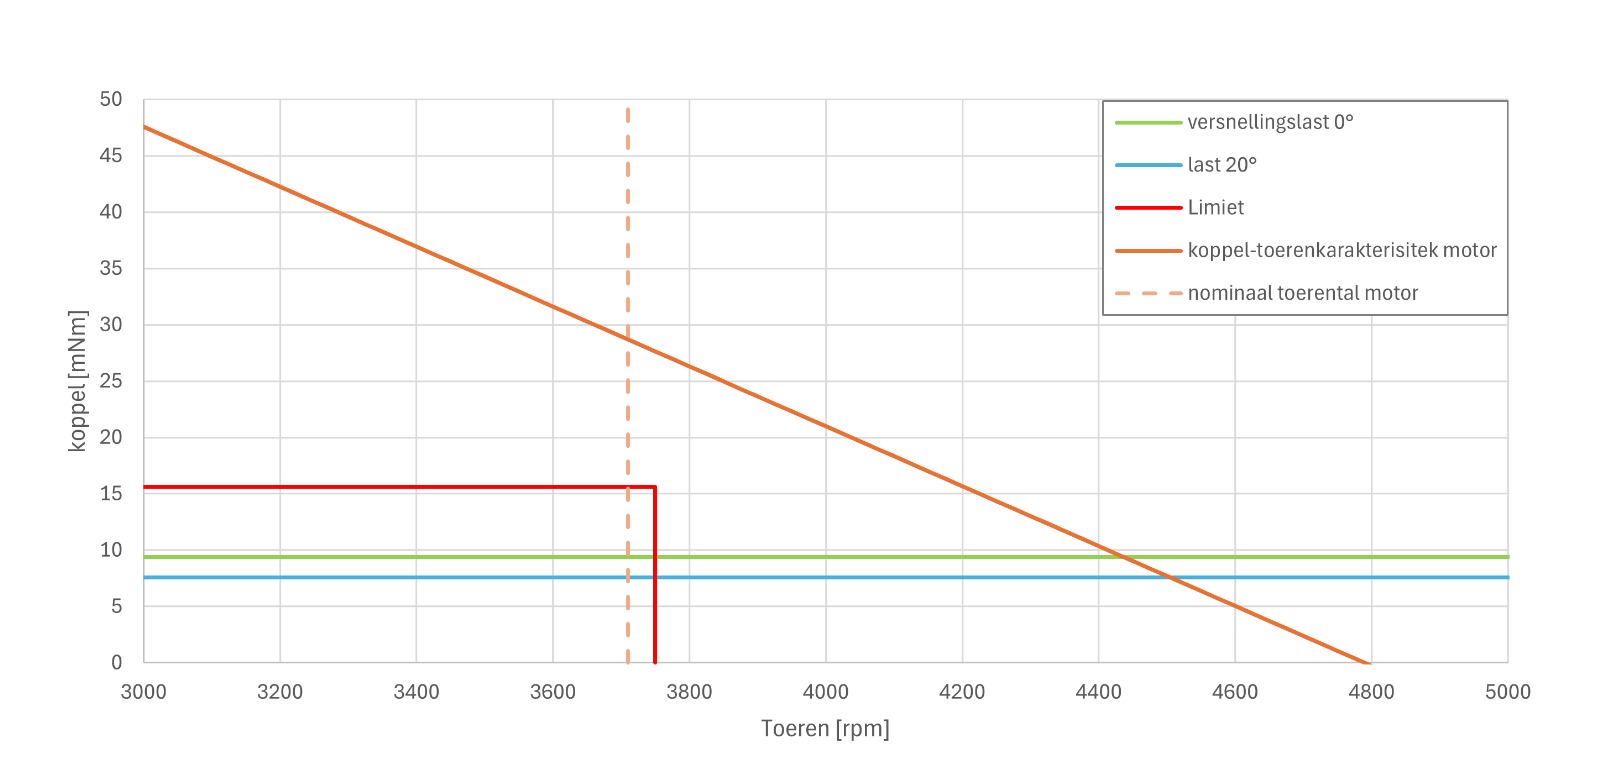 50
45
40
35
30
25
20
15
10
5
0
koppel [mNm]
versnellingslast 0°
last 20°
Limiet
koppel-toerenkarakterisitek motor
nominaal toerental motor
3000 3200 3400 3600 3800 4000 4200 4400 4600 4800 5000
Toeren [rpm]